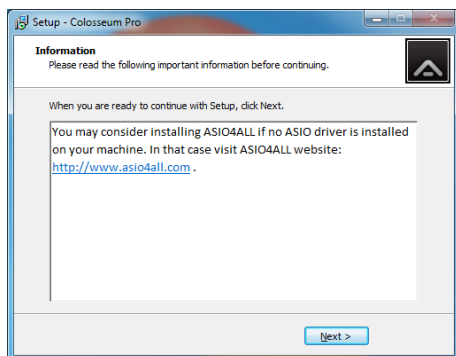 Setup - Colosseum Pro
Information
Please read the following important information before continuing.
When you are ready to continue with Setup, click Next.
You may consider installing ASIO4ALL if no ASIO driver is installed
on your machine. In that case visit ASIO4ALL website:
http://www.asio4all.com .
Next >